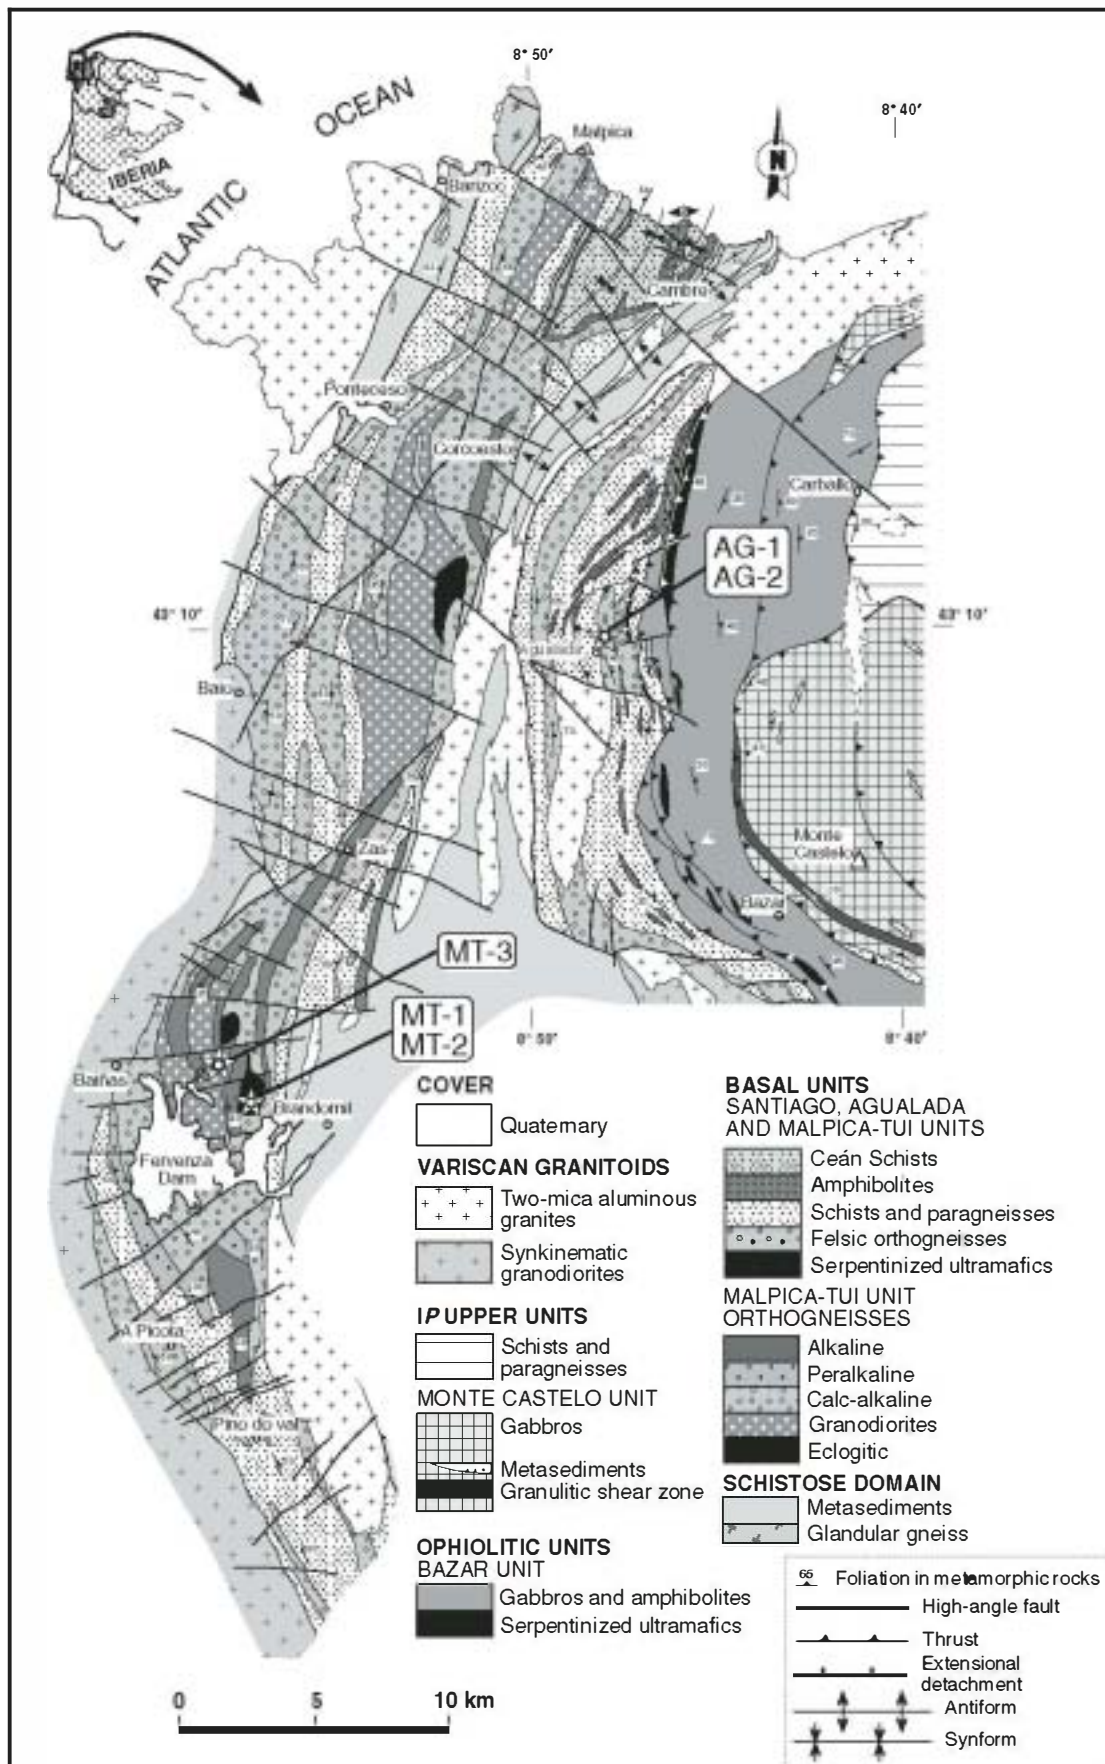 8° 50′
OCEAN
8° 40′
Malpica
N
IBERIA
Barizo
ATLANTIC
Cambre
Ponteceso
Corcoesto
Carballo
AG-1
AG-2
43° 10′
43° 10′
Agualada
Baio
Monte
Castelo
Zas
Bazar
MT-3
MT-1
MT-2
8° 50′
8° 40′
Baiñas
Brandomil
Fervenza
Dam
A Picota
Pino do val
COVER
Quaternary
VARISCAN GRANITOIDS
Two-mica aluminous
granites
Synkinematic
granodiorites
IP UPPER UNITS
Schists and
paragneisses
MONTE CASTELO UNIT
Gabbros
Metasediments
Granulitic shear zone
OPHIOLITIC UNITS
BAZAR UNIT
Gabbros and amphibolites
Serpentinized ultramafics
BASAL UNITS
SANTIAGO, AGUALADA
AND MALPICA-TUI UNITS
Ceán Schists
Amphibolites
Schists and paragneisses
Felsic orthogneisses
Serpentinized ultramafics
MALPICA-TUI UNIT
ORTHOGNEISSES
Alkaline
Peralkaline
Calc-alkaline
Granodiorites
Eclogitic
SCHISTOSE DOMAIN
Metasediments
Glandular gneiss
65 Foliation in metamorphic rocks
High-angle fault
Thrust
Extensional
detachment
Antiform
Synform
0 5 10 km